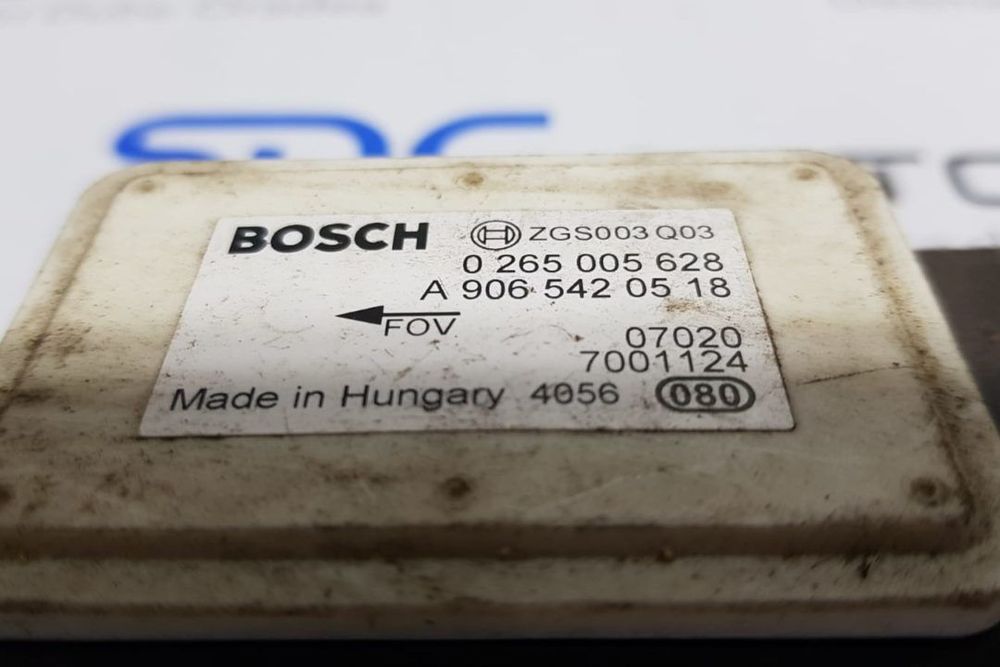 BOSCH ZGS003 Q03
0 265 005 628
A 906 542 05 18
FOV
07020
7001124
Made in Hungary 4056 080